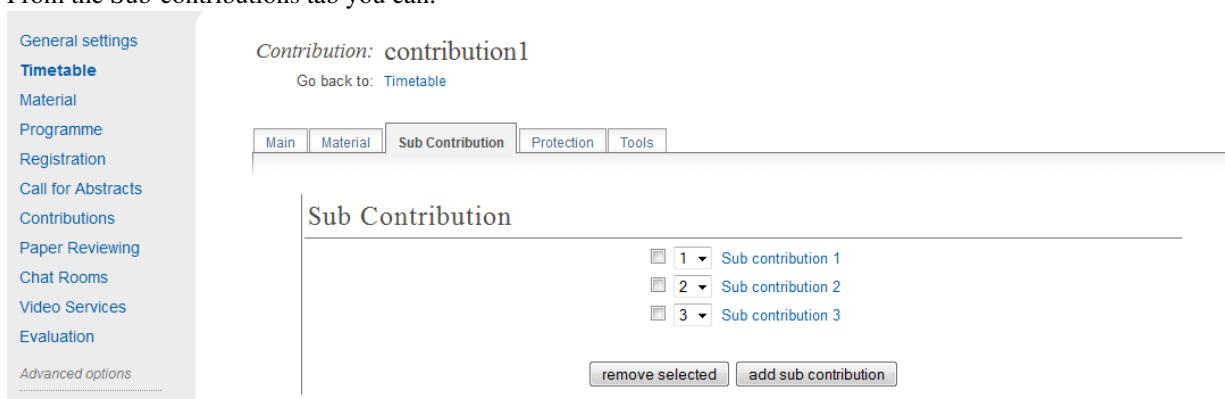 From the Sub-contributions tab you can:
General settings
Timetable
Material
Programme
Registration
Call for Abstracts
Contributions
Paper Reviewing
Chat Rooms
Video Services
Evaluation
Advanced options
Contribution: contribution1
Go back to: Timetable
Main Material Sub Contribution Protection Tools
Sub Contribution
1 Sub contribution 1
2 Sub contribution 2
3 Sub contribution 3
remove selected add sub contribution